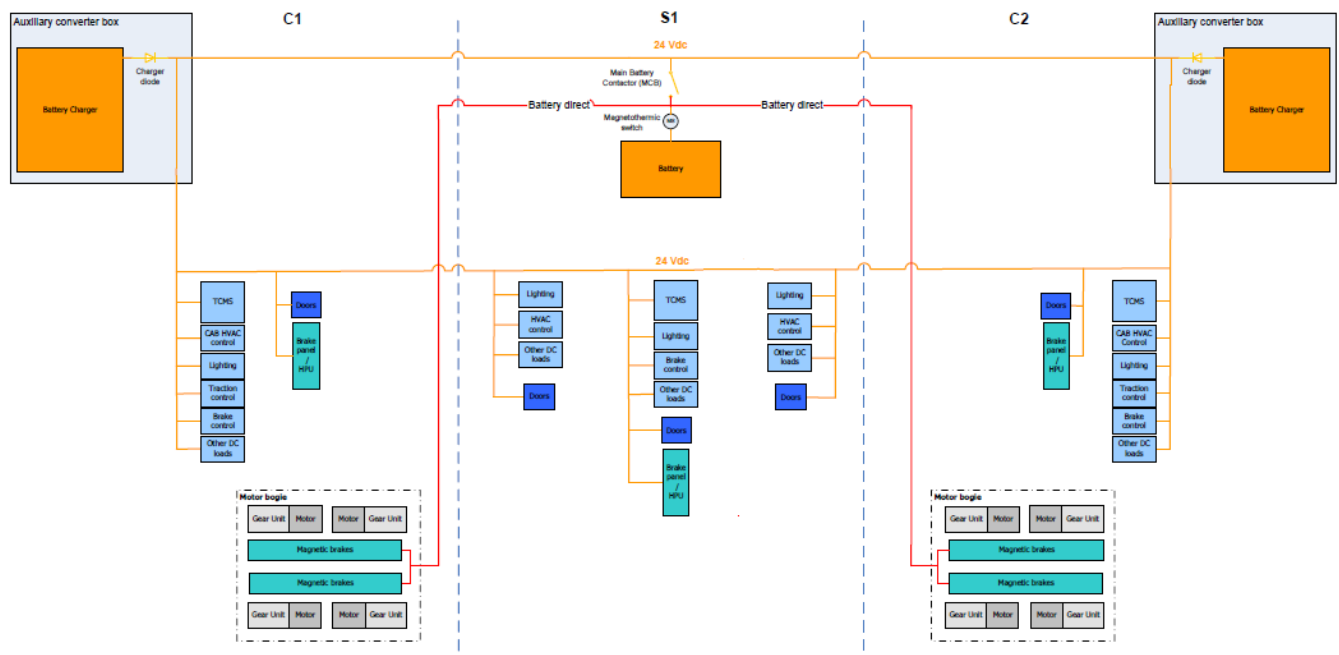 C1
S1
C2
Auxiliary converter box
Auxiliary converter box
24 Vdc
Battery Charger
Charger
diode
Main Battery
Contactor (MCB)
Battery direct
Battery direct
Magnetothermic
switch
Battery
Charger
diode
Battery Charger
24 Vdc
TCMS
CAB HVAC
control
Lighting
Traction
control
Brake
control
Other DC
loads
Doors
Brake
panel
/
HPU
Lighting
HVAC
control
Other DC
loads
Doors
TCMS
Lighting
Brake
control
Other DC
loads
Doors
Brake
panel
/
HPU
Lighting
HVAC
control
Other DC
loads
Doors
Doors
Brake
panel
/
HPU
TCMS
CAB HVAC
Control
Lighting
Traction
control
Brake
control
Other DC
loads
Motor bogie
Gear Unit Motor Motor Gear Unit
Magnetic brakes
Magnetic brakes
Gear Unit Motor Motor Gear Unit
Motor bogie
Gear Unit Motor Motor Gear Unit
Magnetic brakes
Magnetic brakes
Gear Unit Motor Motor Gear Unit